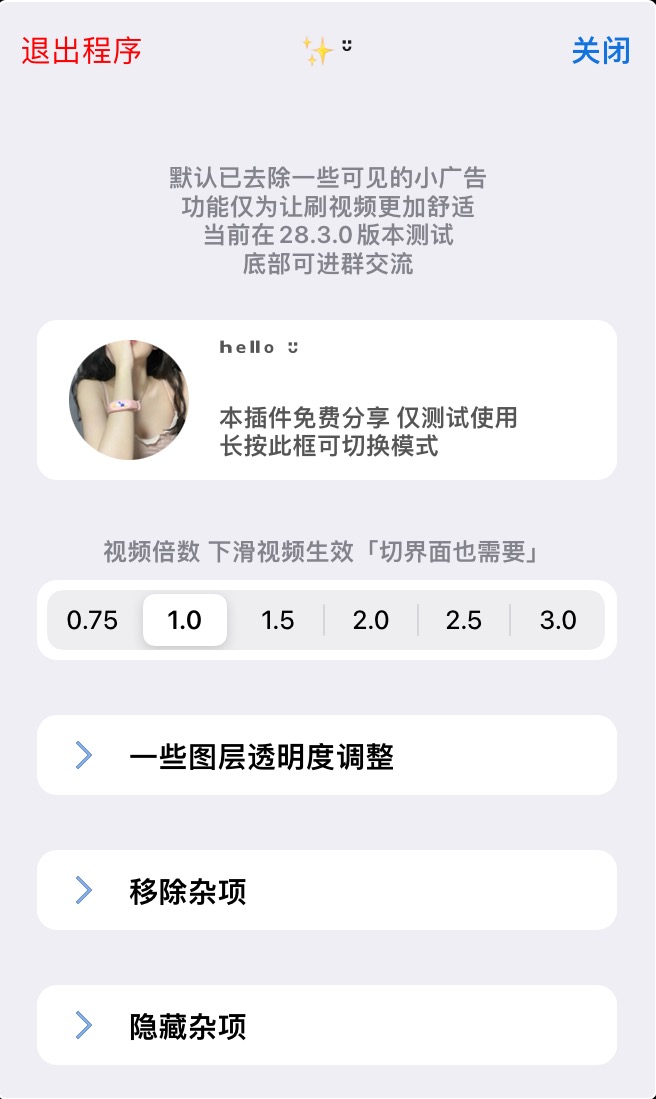 退出程序
✨ ಅ
关闭
默认已去除一些可见的小广告
功能仅为让刷视频更加舒适
当前在28.3.0版本测试
底部可进群交流
hello
本插件免费分享 仅测试使用
长按此框可切换模式
视频倍数 下滑视频生效「切界面也需要」
0.75 1.0 1.5 2.0 2.5 3.0
一些图层透明度调整
移除杂项
隐藏杂项